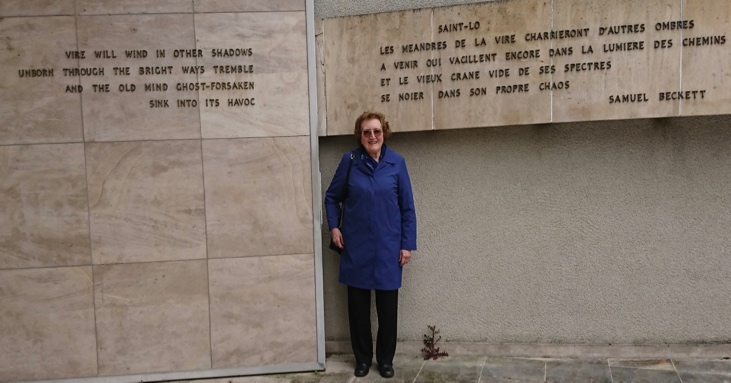 VIRE WILL WIND IN OTHER SHADOWS
UNBORN THROUGH THE BRIGHT WAYS TREMBLE
AND THE OLD MIND GHOST-FORSAKEN
SINK INTO ITS HAVOC
SAINT-LO
LES MEANDRES DE LA VIRE CHARRIERONT D'AUTRES OMBRES
A VENIR QUI VACILLENT ENCORE DANS LA LUMIERE DES CHEMINS
ET LE VIEUX CRANE VIDE DE SES SPECTRES
SE NOIER DANS SON PROPRE CHAOS
SAMUEL BECKETT